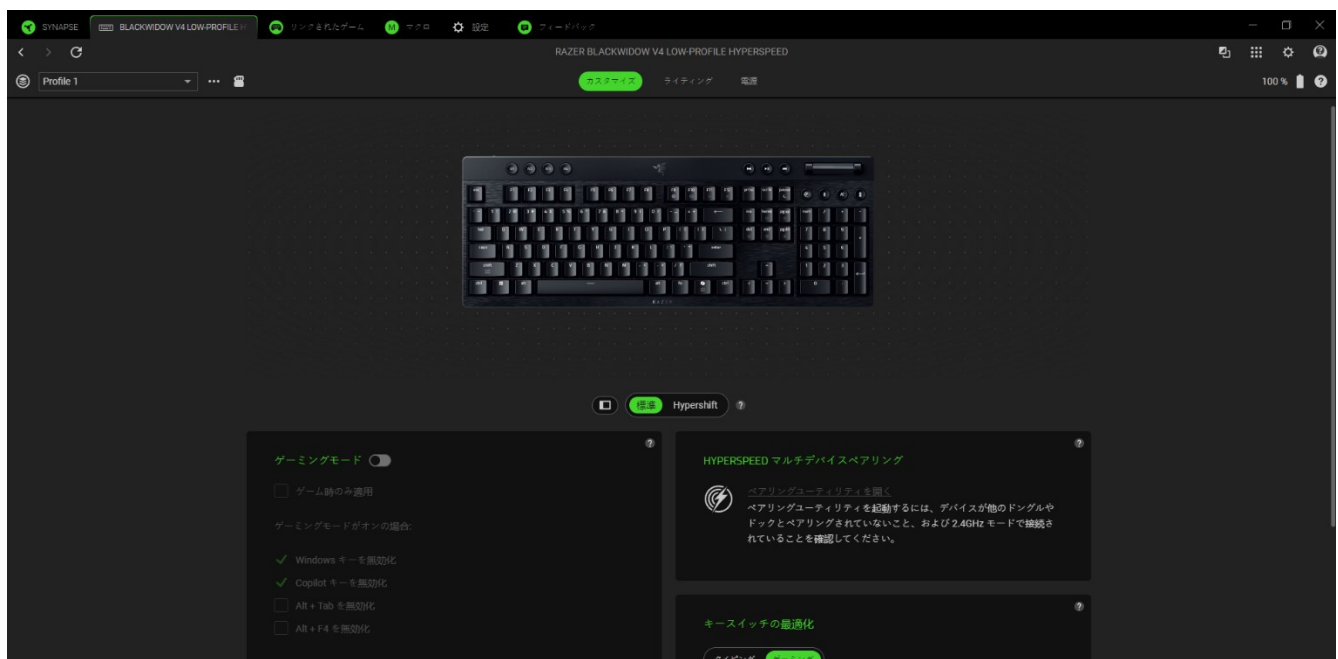 SYNAPSE
BLACKWIDOW V4 LOW-PROFILE H
リンクされたゲーム
マクロ
設定
フィードバック
RAZER BLACKWIDOW V4 LOW-PROFILE HYPERSPEED
Profile 1
カスタマイズ
ライティング
電源
100 %
RAZER
標準
Hypershift
ゲーミングモード
ゲーム時のみ適用
ゲーミングモードがオンの場合:
Windows キーを無効化
Copilot キーを無効化
Alt + Tab を無効化
Alt + F4 を無効化
HYPERSPEED マルチデバイスペアリング
ペアリングユーティリティを開く
ペアリングユーティリティを起動するには、デバイスが他のドングルや
ドックとペアリングされていないこと、および 2.4GHz モードで接続さ
れていることを確認してください。
キースイッチの最適化
タイピング
ゲーミング